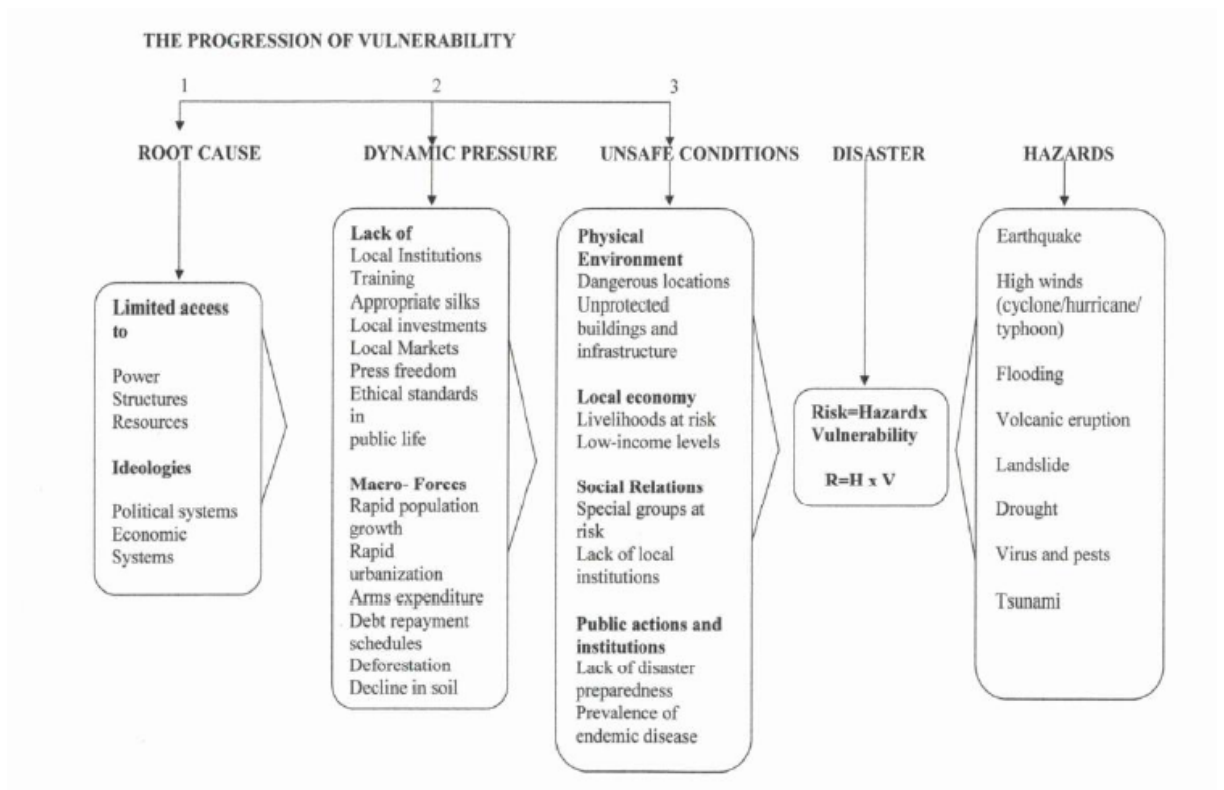 THE PROGRESSION OF VULNERABILITY
1
2
3
ROOT CAUSE
DYNAMIC PRESSURE
UNSAFE CONDITIONS
DISASTER
HAZARDS
Limited access
to
Power
Structures
Resources
Ideologies
Political systems
Economic
Systems
Lack of
Local Institutions
Training
Appropriate silks
Local investments
Local Markets
Press freedom
Ethical standards
in
public life
Macro- Forces
Rapid population
growth
Rapid
urbanization
Arms expenditure
Debt repayment
schedules
Deforestation
Decline in soil
Physical
Environment
Dangerous locations
Unprotected
buildings and
infrastructure
Local economy
Livelihoods at risk
Low-income levels
Social Relations
Special groups at
risk
Lack of local
institutions
Public actions and
institutions
Lack of disaster
preparedness
Prevalence of
endemic disease
Risk=Hazardx
Vulnerability
R=H x V
Earthquake
High winds
(cyclone/hurricane/
typhoon)
Flooding
Volcanic eruption
Landslide
Drought
Virus and pests
Tsunami